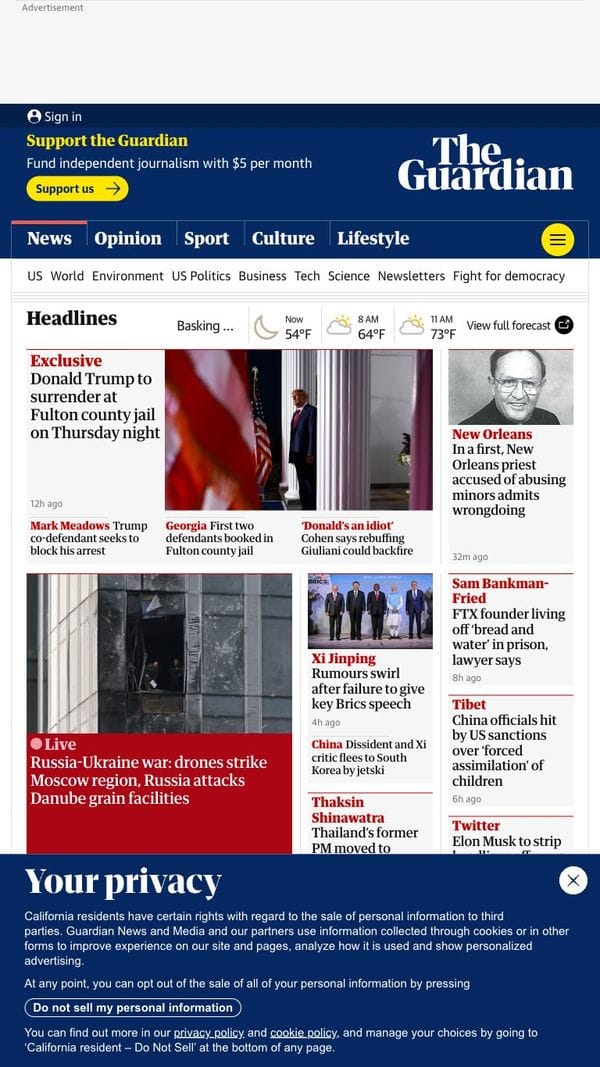 Advertisement
Sign in
Support the Guardian
Fund independent journalism with $5 per month
Support us
The
Guardian
News Opinion Sport Culture Lifestyle
US World Environment US Politics Business Tech Science Newsletters Fight for democracy
Headlines
Basking ...
Now
54°F
8 AM
64°F
11 AM
73°F
View full forecast
Exclusive
Donald Trump to
surrender at
Fulton county jail
on Thursday night
12h ago
Mark Meadows Trump
co-defendant seeks to
block his arrest
Georgia First two
defendants booked in
Fulton county jail
‘Donald’s an idiot’
Cohen says rebuffing
Giuliani could backfire
New Orleans
In a first, New
Orleans priest
accused of abusing
minors admits
wrongdoing
32m ago
Live
Russia-Ukraine war: drones strike
Moscow region, Russia attacks
Danube grain facilities
BRICS
Xi Jinping
Rumours swirl
after failure to give
key Brics speech
4h ago
China Dissident and Xi
critic flees to South
Korea by jetski
Thaksin
Shinawatra
Thailand’s former
PM moved to
Sam Bankman-
Fried
FTX founder living
off ‘bread and
water’ in prison,
lawyer says
8h ago
Tibet
China officials hit
by US sanctions
over ‘forced
assimilation’ of
children
6h ago
Twitter
Elon Musk to strip
Your privacy
California residents have certain rights with regard to the sale of personal information to third
parties. Guardian News and Media and our partners use information collected through cookies or in other
forms to improve experience on our site and pages, analyze how it is used and show personalized
advertising.
At any point, you can opt out of the sale of all of your personal information by pressing
Do not sell my personal information
You can find out more in our privacy policy and cookie policy, and manage your choices by going to
‘California resident – Do Not Sell’ at the bottom of any page.